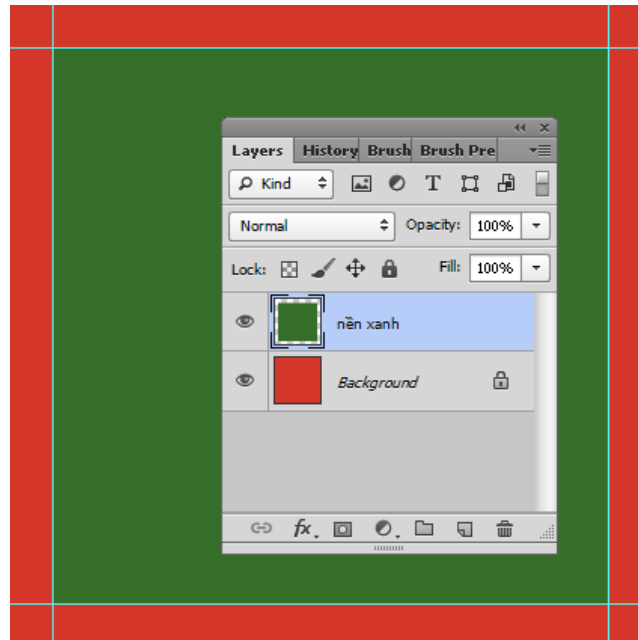 Layers History Brush Brush Pre
Kind T
Normal Opacity: 100%
Lock: Fill: 100%
nền xanh
Background
fx.